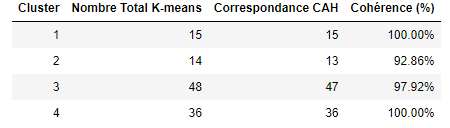 Cluster Nombre Total K-means Correspondance CAH Cohérence (%)
1 15 15 100.00%
2 14 13 92.86%
3 48 47 97.92%
4 36 36 100.00%